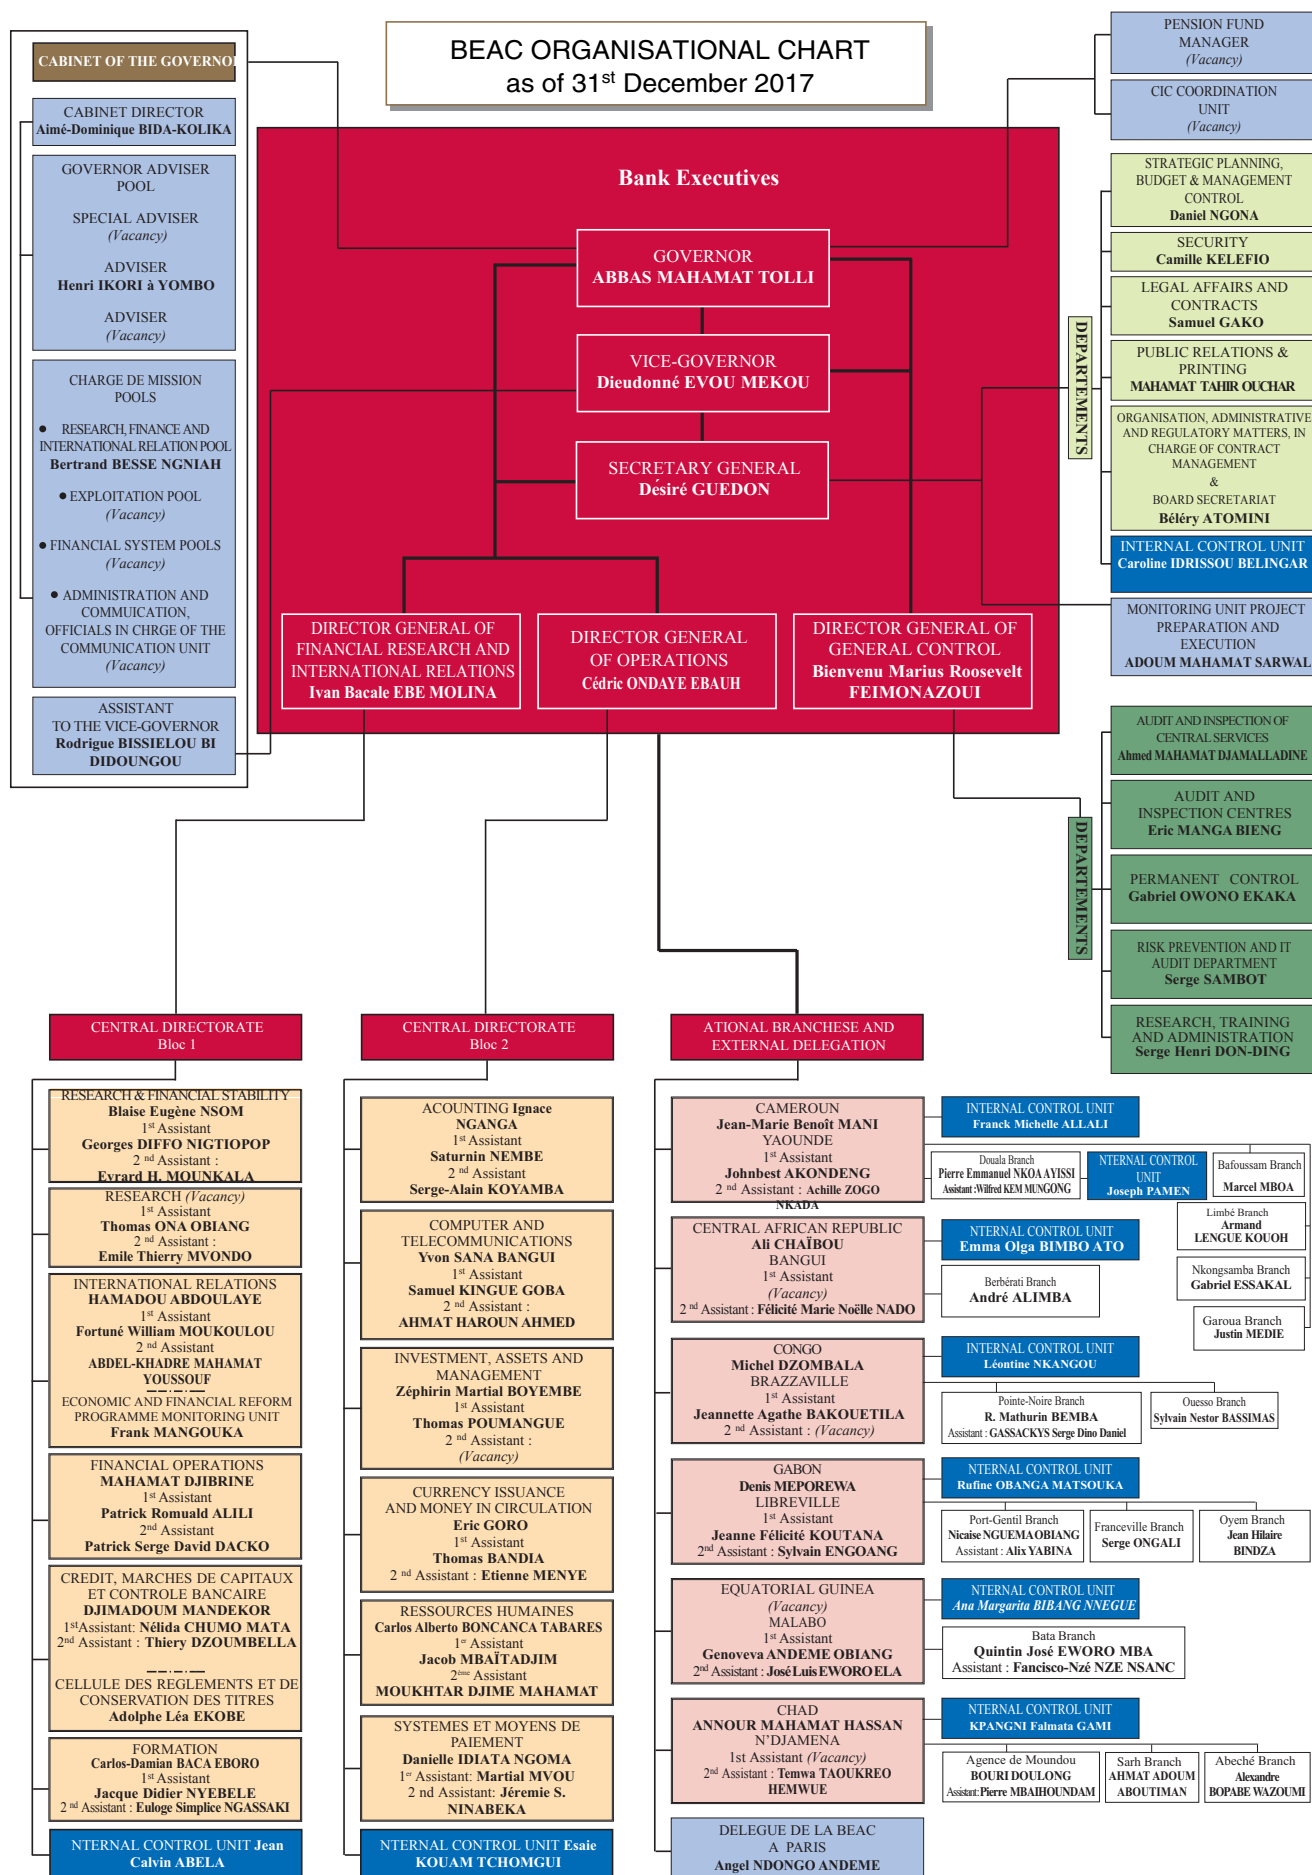 BEAC ORGANISATIONAL CHART
as of 31st December 2017
CABINET OF THE GOVERNO
CABINET DIRECTOR
Aimé-Dominique BIDA-KOLIKA
GOVERNOR ADVISER
POOL
SPECIAL ADVISER
(Vacancy)
ADVISER
Henri IKORI à YOMBO
ADVISER
(Vacancy)
CHARGE DE MISSION
POOLS
● RESEARCH, FINANCE AND
INTERNATIONAL RELATION POOL
Bertrand BESSE NGNIAH
● EXPLOITATION POOL
(Vacancy)
● FINANCIAL SYSTEM POOLS
(Vacancy)
● ADMINISTRATION AND
COMMUICATION,
OFFICIALS IN CHRGE OF THE
COMMUNICATION UNIT
(Vacancy)
ASSISTANT
TO THE VICE-GOVERNOR
Rodrigue BISSIELOU BI
DIDOUNGOU
Bank Executives
GOVERNOR
ABBAS MAHAMAT TOLLI
VICE-GOVERNOR
Dieudonné EVOU MEKOU
SECRETARY GENERAL
Désiré GUEDON
DIRECTOR GENERAL OF
FINANCIAL RESEARCH AND
INTERNATIONAL RELATIONS
Ivan Bacale EBE MOLINA
DIRECTOR GENERAL
OF OPERATIONS
Cédric ONDAYE EBAUH
DIRECTOR GENERAL OF
GENERAL CONTROL
Bienvenu Marius Roosevelt
FEIMONAZOUI
PENSION FUND
MANAGER
(Vacancy)
CIC COORDINATION
UNIT
(Vacancy)
DEPARTEMENTS
STRATEGIC PLANNING,
BUDGET & MANAGEMENT
CONTROL
Daniel NGONA
SECURITY
Camille KELEFIO
LEGAL AFFAIRS AND
CONTRACTS
Samuel GAKO
PUBLIC RELATIONS &
PRINTING
MAHAMAT TAHIR OUCHAR
ORGANISATION, ADMINISTRATIVE
AND REGULATORY MATTERS, IN
CHARGE OF CONTRACT
MANAGEMENT
&
BOARD SECRETARIAT
Béléry ATOMINI
INTERNAL CONTROL UNIT
Caroline IDRISSOU BELINGAR
MONITORING UNIT PROJECT
PREPARATION AND
EXECUTION
ADOUM MAHAMAT SARWAL
DEPARTEMENTS
AUDIT AND INSPECTION OF
CENTRAL SERVICES
Ahmed MAHAMAT DJAMALLADINE
AUDIT AND
INSPECTION CENTRES
Eric MANGA BIENG
PERMANENT CONTROL
Gabriel OWONO EKAKA
RISK PREVENTION AND IT
AUDIT DEPARTMENT
Serge SAMBOT
RESEARCH, TRAINING
AND ADMINISTRATION
Serge Henri DON-DING
CENTRAL DIRECTORATE
Bloc 1
RESEARCH & FINANCIAL STABILITY
Blaise Eugène NSOM
1st Assistant
Georges DIFFO NIGTIOPOP
2 nd Assistant :
Evrard H. MOUNKALA
RESEARCH (Vacancy)
1st Assistant
Thomas ONA OBIANG
2 nd Assistant :
Emile Thierry MVONDO
INTERNATIONAL RELATIONS
HAMADOU ABDOULAYE
1st Assistant
Fortuné William MOUKOULOU
2 nd Assistant
ABDEL-KHADRE MAHAMAT
YOUSSOUF
ECONOMIC AND FINANCIAL REFORM
PROGRAMME MONITORING UNIT
Frank MANGOUKA
FINANCIAL OPERATIONS
MAHAMAT DJIBRINE
1st Assistant
Patrick Romuald ALILI
2nd Assistant
Patrick Serge David DACKO
CREDIT, MARCHES DE CAPITAUX
ET CONTROLE BANCAIRE
DJIMADOUM MANDEKOR
1stAssistant: Nélida CHUMO MATA
2nd Assistant : Thiery DZOUMBELLA
CELLULE DES REGLEMENTS ET DE
CONSERVATION DES TITRES
Adolphe Léa EKOBE
FORMATION
Carlos-Damian BACA EBORO
1st Assistant
Jacque Didier NYEBELE
2 nd Assistant : Euloge Simplice NGASSAKI
NTERNAL CONTROL UNIT Jean
Calvin ABELA
CENTRAL DIRECTORATE
Bloc 2
ACOUNTING Ignace
NGANGA
1st Assistant
Saturnin NEMBE
2 nd Assistant
Serge-Alain KOYAMBA
COMPUTER AND
TELECOMMUNICATIONS
Yvon SANA BANGUI
1st Assistant
Samuel KINGUE GOBA
2 nd Assistant :
AHMAT HAROUN AHMED
INVESTMENT, ASSETS AND
MANAGEMENT
Zéphirin Martial BOYEMBE
1st Assistant
Thomas POUMANGUE
2 nd Assistant :
(Vacancy)
CURRENCY ISSUANCE
AND MONEY IN CIRCULATION
Eric GORO
1st Assistant
Thomas BANDIA
2 nd Assistant : Etienne MENYE
RESSOURCES HUMAINES
Carlos Alberto BONCANCA TABARES
1er Assistant
Jacob MBAÏTADJIM
2ème Assistant
MOUKHTAR DJIME MAHAMAT
SYSTEMES ET MOYENS DE
PAIEMENT
Danielle IDIATA NGOMA
1er Assistant: Martial MVOU
2 nd Assistant: Jéremie S.
NINABEKA
NTERNAL CONTROL UNIT Esaie
KOUAM TCHOMGUI
ATIONAL BRANCHESE AND
EXTERNAL DELEGATION
CAMEROUN
Jean-Marie Benoît MANI
YAOUNDE
1st Assistant
Johnbest AKONDENG
2 nd Assistant : Achille ZOGO
NKADA
INTERNAL CONTROL UNIT
Franck Michelle ALLALI
Douala Branch
Pierre Emmanuel NKOA AYISSI
Assistant :Wilfred KEM MUNGONG
NTERNAL CONTROL
UNIT
Joseph PAMEN
Bafoussam Branch
Marcel MBOA
Limbé Branch
Armand
LENGUE KOUOH
Nkongsamba Branch
Gabriel ESSAKAL
Garoua Branch
Justin MEDIE
CENTRAL AFRICAN REPUBLIC
Ali CHAÏBOU
BANGUI
1st Assistant
(Vacancy)
2 nd Assistant : Félicité Marie Noëlle NADO
NTERNAL CONTROL UNIT
Emma Olga BIMBO ATO
Berbérati Branch
André ALIMBA
CONGO
Michel DZOMBALA
BRAZZAVILLE
1st Assistant
Jeannette Agathe BAKOUETILA
2 nd Assistant : (Vacancy)
INTERNAL CONTROL UNIT
Léontine NKANGOU
Pointe-Noire Branch
R. Mathurin BEMBA
Assistant : GASSACKYS Serge Dino Daniel
Ouesso Branch
Sylvain Nestor BASSIMAS
GABON
Denis MEPOREWA
LIBREVILLE
1st Assistant
Jeanne Félicité KOUTANA
2nd Assistant : Sylvain ENGOANG
NTERNAL CONTROL UNIT
Rufine OBANGA MATSOUKA
Port-Gentil Branch
Nicaise NGUEMA OBIANG
Assistant : Alix YABINA
Franceville Branch
Serge ONGALI
Oyem Branch
Jean Hilaire
BINDZA
EQUATORIAL GUINEA
(Vacancy)
MALABO
1st Assistant
Genoveva ANDEME OBIANG
2nd Assistant : José Luis EWORO ELA
NTERNAL CONTROL UNIT
Ana Margarita BIBANG NNEGUE
Bata Branch
Quintin José EWORO MBA
Assistant : Fancisco-Nzé NZE NSANC
CHAD
ANNOUR MAHAMAT HASSAN
N'DJAMENA
1st Assistant (Vacancy)
2nd Assistant : Temwa TAOUKREO
HEMWUE
NTERNAL CONTROL UNIT
KPANGNI Falmata GAMI
Agence de Moundou
BOURI DOULONG
Assistant: Pierre MBAIHOUNDAM
Sarh Branch
AHMAT ADOUM
ABOUTIMAN
Abeché Branch
Alexandre
BOPABE WAZOUMI
DELEGUE DE LA BEAC
A PARIS
Angel NDONGO ANDEME